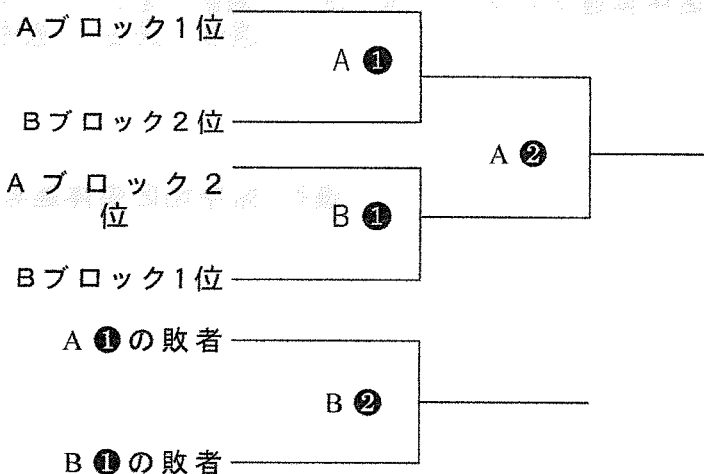 Aブロック1位
A ❶
Bブロック2位
A ❷
Aブロック2
位
B ❶
Bブロック1位
A ❶の敗者
B ❷
B ❶の敗者